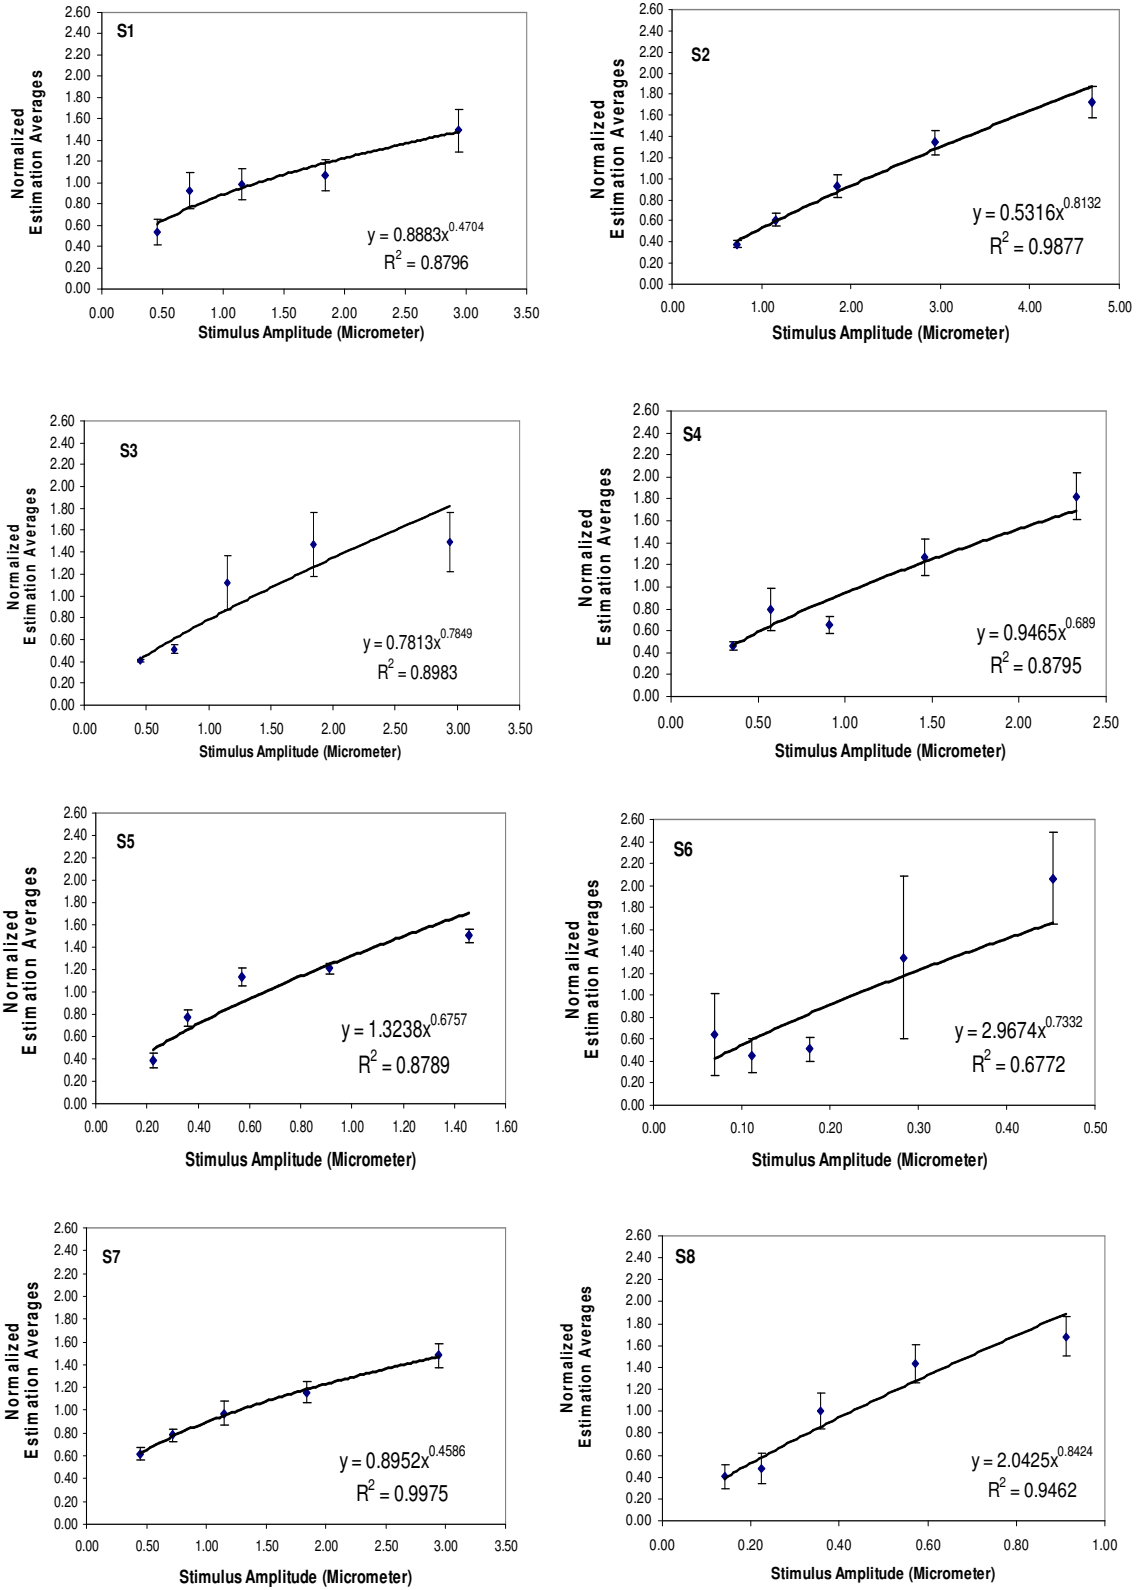 S1
Normalized
Estimation Averages
2.60
2.40
2.20
2.00
1.80
1.60
1.40
1.20
1.00
0.80
0.60
0.40
0.20
0.00
y = 0.8883x^0.4704
R^2 = 0.8796
0.00 0.50 1.00 1.50 2.00 2.50 3.00 3.50
Stimulus Amplitude (Micrometer)
S2
Normalized
Estimation Averages
2.60
2.40
2.20
2.00
1.80
1.60
1.40
1.20
1.00
0.80
0.60
0.40
0.20
0.00
y = 0.5316x^0.8132
R^2 = 0.9877
0.00 1.00 2.00 3.00 4.00 5.00
Stimulus Amplitude (Micrometer)
S3
Normalized
Estimation Averages
2.60
2.40
2.20
2.00
1.80
1.60
1.40
1.20
1.00
0.80
0.60
0.40
0.20
0.00
y = 0.7813x^0.7849
R^2 = 0.8983
0.00 0.50 1.00 1.50 2.00 2.50 3.00 3.50
Stimulus Amplitude (Micrometer)
S4
Normalized
Estimation Averages
2.60
2.40
2.20
2.00
1.80
1.60
1.40
1.20
1.00
0.80
0.60
0.40
0.20
0.00
y = 0.9465x^0.689
R^2 = 0.8795
0.00 0.50 1.00 1.50 2.00 2.50
Stimulus Amplitude (Micrometer)
S5
Normalized
Estimation Averages
2.60
2.40
2.20
2.00
1.80
1.60
1.40
1.20
1.00
0.80
0.60
0.40
0.20
0.00
y = 1.3238x^0.6757
R^2 = 0.8789
0.00 0.20 0.40 0.60 0.80 1.00 1.20 1.40 1.60
Stimulus Amplitude (Micrometer)
S6
Normalized
Estimation Averages
2.60
2.40
2.20
2.00
1.80
1.60
1.40
1.20
1.00
0.80
0.60
0.40
0.20
0.00
y = 2.9674x^0.7332
R^2 = 0.6772
0.00 0.10 0.20 0.30 0.40 0.50
Stimulus Amplitude (Micrometer)
S7
Normalized
Estimation Averages
2.60
2.40
2.20
2.00
1.80
1.60
1.40
1.20
1.00
0.80
0.60
0.40
0.20
0.00
y = 0.8952x^0.4586
R^2 = 0.9975
0.00 0.50 1.00 1.50 2.00 2.50 3.00 3.50
Stimulus Amplitude (Micrometer)
S8
Normalized
Estimation Averages
2.60
2.40
2.20
2.00
1.80
1.60
1.40
1.20
1.00
0.80
0.60
0.40
0.20
0.00
y = 2.0425x^0.8424
R^2 = 0.9462
0.00 0.20 0.40 0.60 0.80 1.00
Stimulus Amplitude (Micrometer)